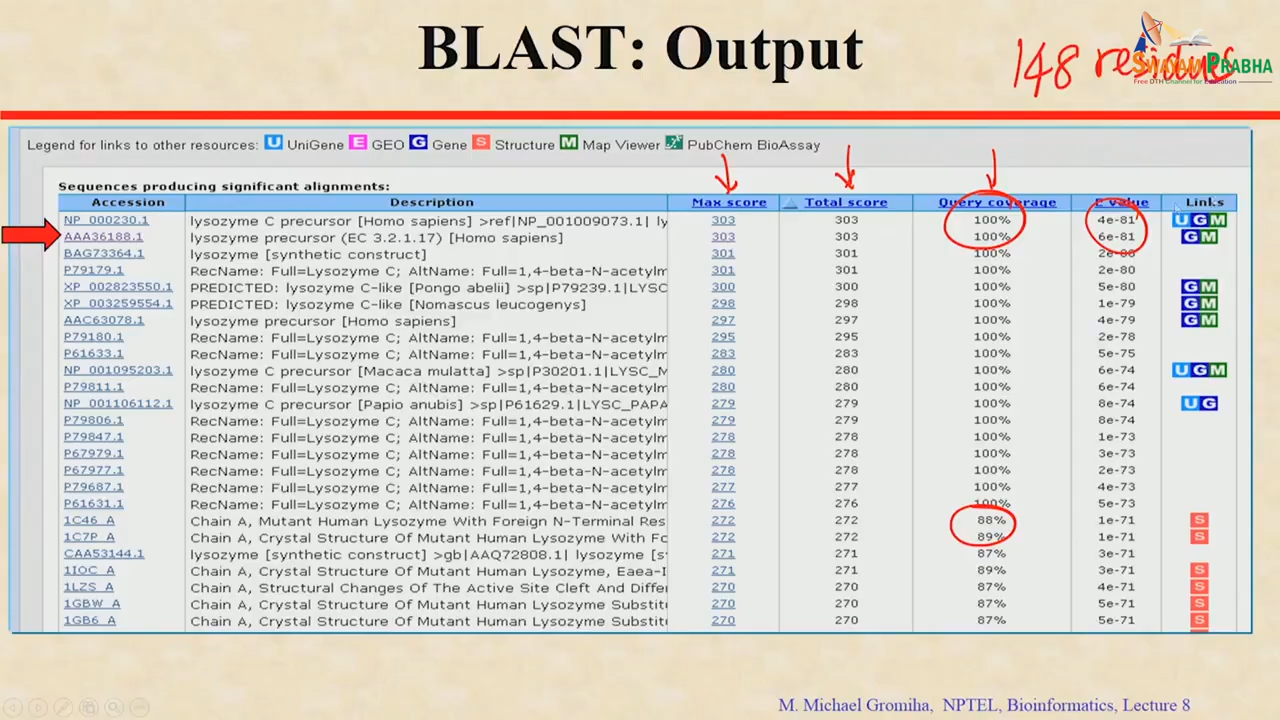 BLAST: Output
148 residues
SWAYAM PRABHA
Free DTH Channel for Education
Legend for links to other resources: U UniGene E GEO G Gene S Structure M Map Viewer PubChem BioAssay
Sequences producing significant alignments:
Accession Description Max score Total score Query coverage E value Links
NP_000230.1 lysozyme C precursor [Homo sapiens] >ref|NP_001009073.1| ly 303 303 100% 4e-81 U G M
AAA36188.1 lysozyme precursor (EC 3.2.1.17) [Homo sapiens] 303 303 100% 6e-81 G M
BAG73364.1 lysozyme [synthetic construct] 301 301 100% 2e-80
P79179.1 RecName: Full=Lysozyme C; AltName: Full=1,4-beta-N-acetylm 301 301 100% 2e-80
XP_002823550.1 PREDICTED: lysozyme C-like [Pongo abelii] >sp|P79239.1|LYSC_ 300 300 100% 5e-80 G M
XP_003259554.1 PREDICTED: lysozyme C-like [Nomascus leucogenys] 298 298 100% 1e-79 G M
AAC63078.1 lysozyme precursor [Homo sapiens] 297 297 100% 4e-79 G M
P79180.1 RecName: Full=Lysozyme C; AltName: Full=1,4-beta-N-acetylm 295 295 100% 2e-78
P61633.1 RecName: Full=Lysozyme C; AltName: Full=1,4-beta-N-acetylm 283 283 100% 5e-75
NP_001095203.1 lysozyme C precursor [Macaca mulatta] >sp|P30201.1|LYSC_M 280 280 100% 6e-74 U G M
P79811.1 RecName: Full=Lysozyme C; AltName: Full=1,4-beta-N-acetylm 280 280 100% 6e-74
NP_001106112.1 lysozyme C precursor [Papio anubis] >sp|P61629.1|LYSC_PAPA 279 279 100% 8e-74 U G
P79806.1 RecName: Full=Lysozyme C; AltName: Full=1,4-beta-N-acetylm 279 279 100% 8e-74
P79847.1 RecName: Full=Lysozyme C; AltName: Full=1,4-beta-N-acetylm 278 278 100% 1e-73
P67979.1 RecName: Full=Lysozyme C; AltName: Full=1,4-beta-N-acetylm 278 278 100% 3e-73
P67977.1 RecName: Full=Lysozyme C; AltName: Full=1,4-beta-N-acetylm 278 278 100% 2e-73
P79687.1 RecName: Full=Lysozyme C; AltName: Full=1,4-beta-N-acetylm 277 277 100% 4e-73
P61631.1 RecName: Full=Lysozyme C; AltName: Full=1,4-beta-N-acetylm 276 276 100% 5e-73
1C46_A Chain A, Mutant Human Lysozyme With Foreign N-Terminal Res 272 272 88% 1e-71 S
1C7P_A Chain A, Mutant Human Lysozyme With Fo 272 272 89% 1e-71 S
CAA53144.1 lysozyme [synthetic construct] >gb|AAQ72808.1| lysozyme [s 271 271 87% 3e-71
1IOC_A Chain A, Crystal Structure Of Mutant Human Lysozyme, Eaea-I 271 271 89% 3e-71 S
1LZS_A Chain A, Structural Changes Of The Active Site Cleft And Diffe 270 270 87% 4e-71 S
1GBW_A Chain A, Crystal Structure Of Mutant Human Lysozyme Substit 270 270 87% 5e-71 S
1GB6_A Chain A, Crystal Structure Of Mutant Human Lysozyme Substit 270 270 87% 5e-71 S
M. Michael Gromiha, NPTEL, Bioinformatics, Lecture 8